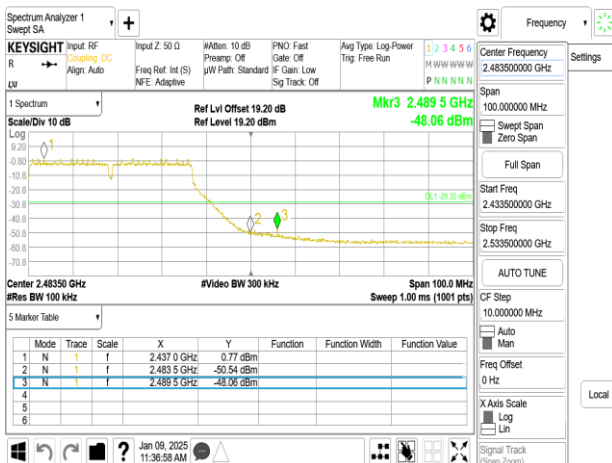 Spectrum Analyzer 1
Swept SA
Frequency
KEYSIGHT Input: RF Input Z: 50 Ω #Atten: 10 dB PNO: Fast Avg Type: Log-Power 1 2 3 4 5 6
R Coupling: DC Preamp: Off Gate: Off Trig: Free Run M W W W W W
Align: Auto Freq Ref: Int (S) µW Path: Standard IF Gain: Low
NFE: Adaptive Sig Track: Off P N N N N N
LXI
1 Spectrum
Scale/Div 10 dB
Ref Lvl Offset 19.20 dB
Ref Level 19.20 dBm
Mkr3 2.489 5 GHz
-48.06 dBm
Log
9.20
-0.80
-10.8
-20.8
-30.8
-40.8
-50.8
-60.8
-70.8
1
2
3
DL1 -29.32 dBm
Center 2.48350 GHz
#Res BW 100 kHz
#Video BW 300 kHz
Span 100.0 MHz
Sweep 1.00 ms (1001 pts)
5 Marker Table
Mode Trace Scale X Y Function Function Width Function Value
1 N 1 f 2.437 0 GHz 0.77 dBm
2 N 1 f 2.483 5 GHz -50.54 dBm
3 N 1 f 2.489 5 GHz -48.06 dBm
4
5
6
?
Jan 09, 2025
11:36:58 AM
Center Frequency
2.483500000 GHz
Span
100.000000 MHz
Swept Span
Zero Span
Full Span
Start Freq
2.433500000 GHz
Stop Freq
2.533500000 GHz
AUTO TUNE
CF Step
10.000000 MHz
Auto
Man
Freq Offset
0 Hz
X Axis Scale
Log
Lin
Signal Track
(Span Zoom)
Settings
Local